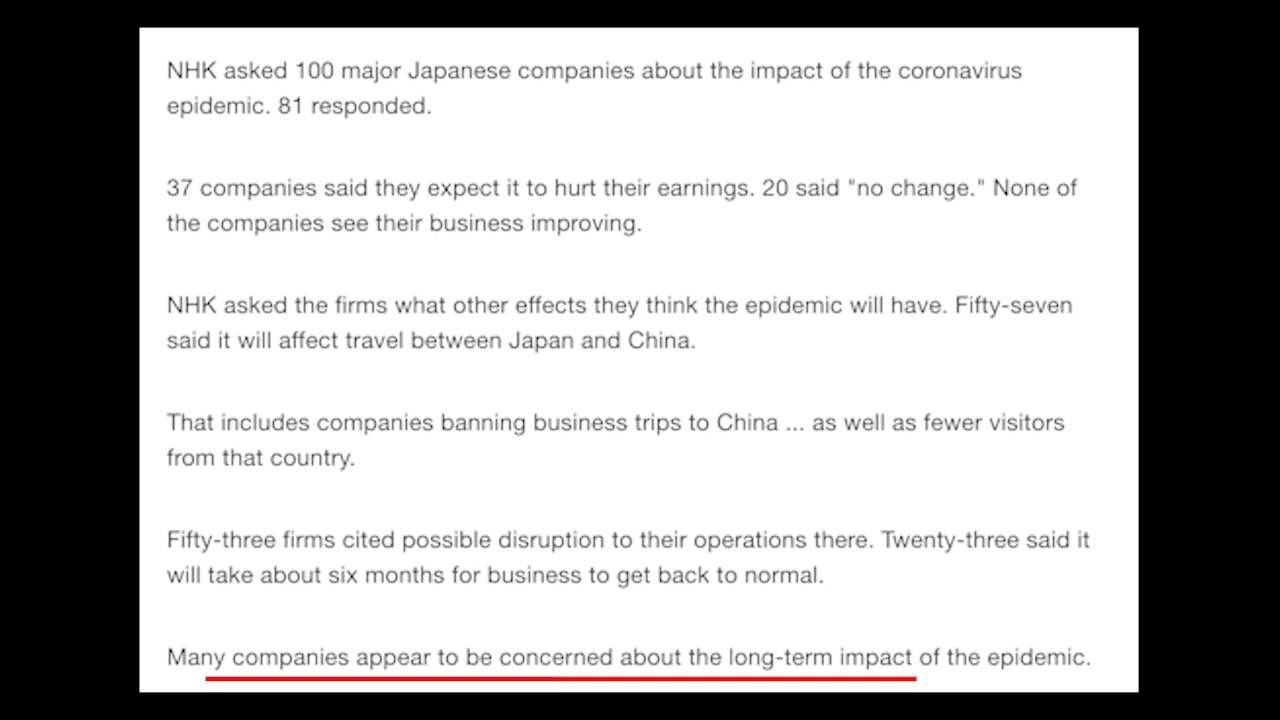 NHK asked 100 major Japanese companies about the impact of the coronavirus
epidemic. 81 responded.
37 companies said they expect it to hurt their earnings. 20 said "no change." None of
the companies see their business improving.
NHK asked the firms what other effects they think the epidemic will have. Fifty-seven
said it will affect travel between Japan and China.
That includes companies banning business trips to China ... as well as fewer visitors
from that country.
Fifty-three firms cited possible disruption to their operations there. Twenty-three said it
will take about six months for business to get back to normal.
Many companies appear to be concerned about the long-term impact of the epidemic.